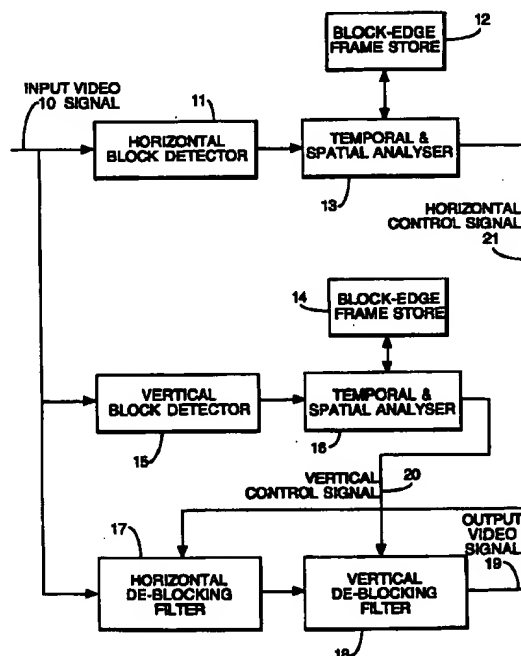 12
BLOCK-EDGE
FRAME STORE
INPUT VIDEO
10 SIGNAL
11
HORIZONTAL
BLOCK DETECTOR
TEMPORAL &
SPATIAL ANALYSER
13
HORIZONTAL
CONTROL SIGNAL
21
14
BLOCK-EDGE
FRAME STORE
VERTICAL
BLOCK DETECTOR
15
TEMPORAL &
SPATIAL ANALYSER
16
VERTICAL
CONTROL SIGNAL
20
17
OUTPUT
VIDEO
SIGNAL
19
HORIZONTAL
DE-BLOCKING
FILTER
VERTICAL
DE-BLOCKING
FILTER
18